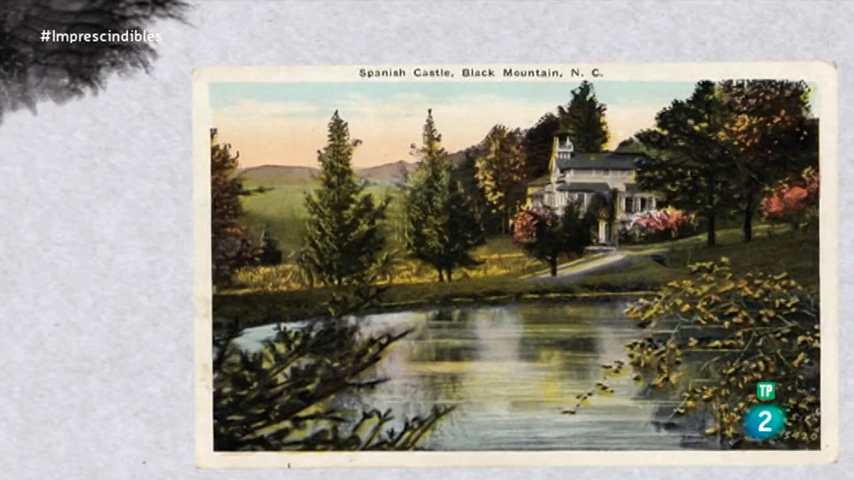 #Imprescindibles
Spanish Castle, Black Mountain, N. C.
TP
2